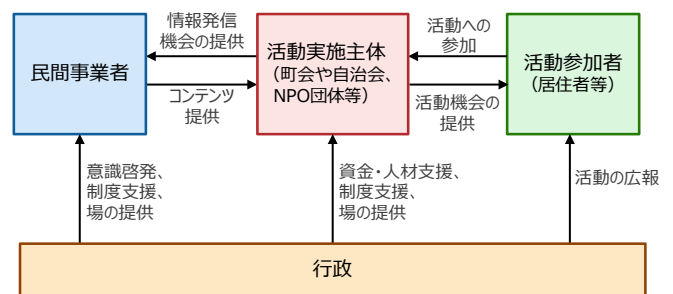 情報発信
機会の提供
活動への
参加
民間事業者
活動実施主体
（町会や自治会、
NPO団体等）
活動参加者
（居住者等）
コンテンツ
提供
活動機会の
提供
意識啓発、
制度支援、
場の提供
資金・人材支援、
制度支援、
場の提供
活動の広報
行政